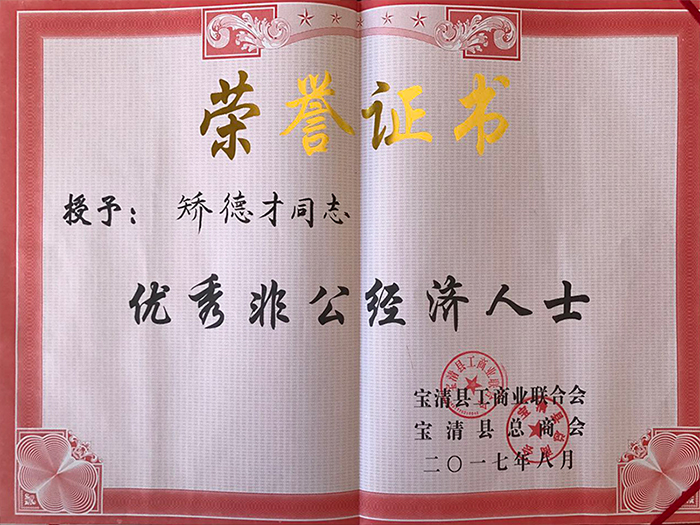 荣誉证书
授予：矫德才同志
优秀非公经济人士
宝清县工商业联合会
宝清县总商会
二〇一七年八月